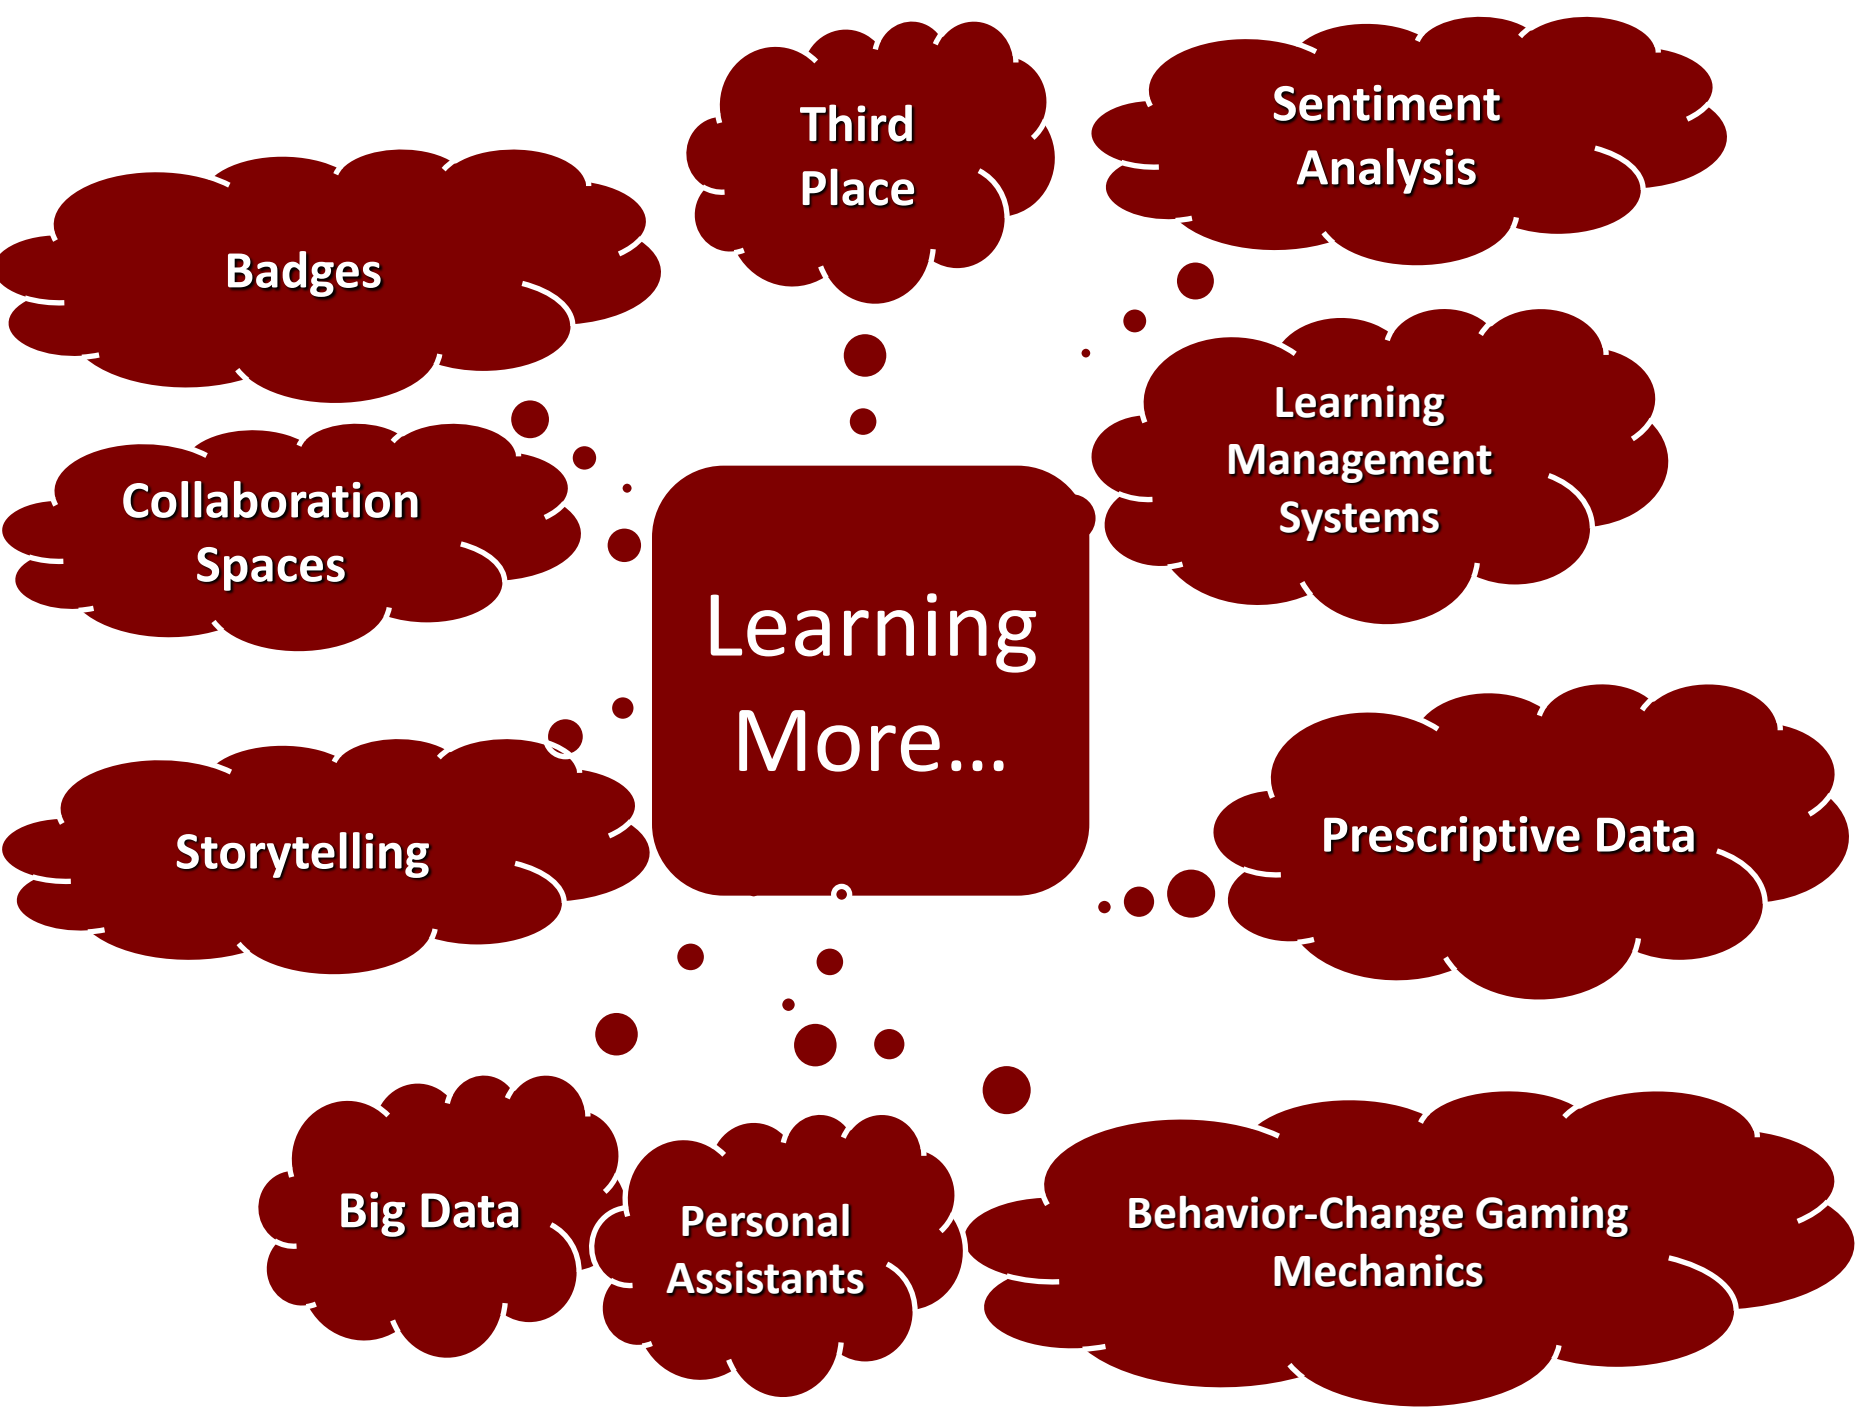 Third
Place
Sentiment
Analysis
Badges
Learning
Management
Systems
Collaboration
Spaces
Learning
More…
Prescriptive Data
Storytelling
Big Data
Personal
Assistants
Behavior-Change Gaming
Mechanics